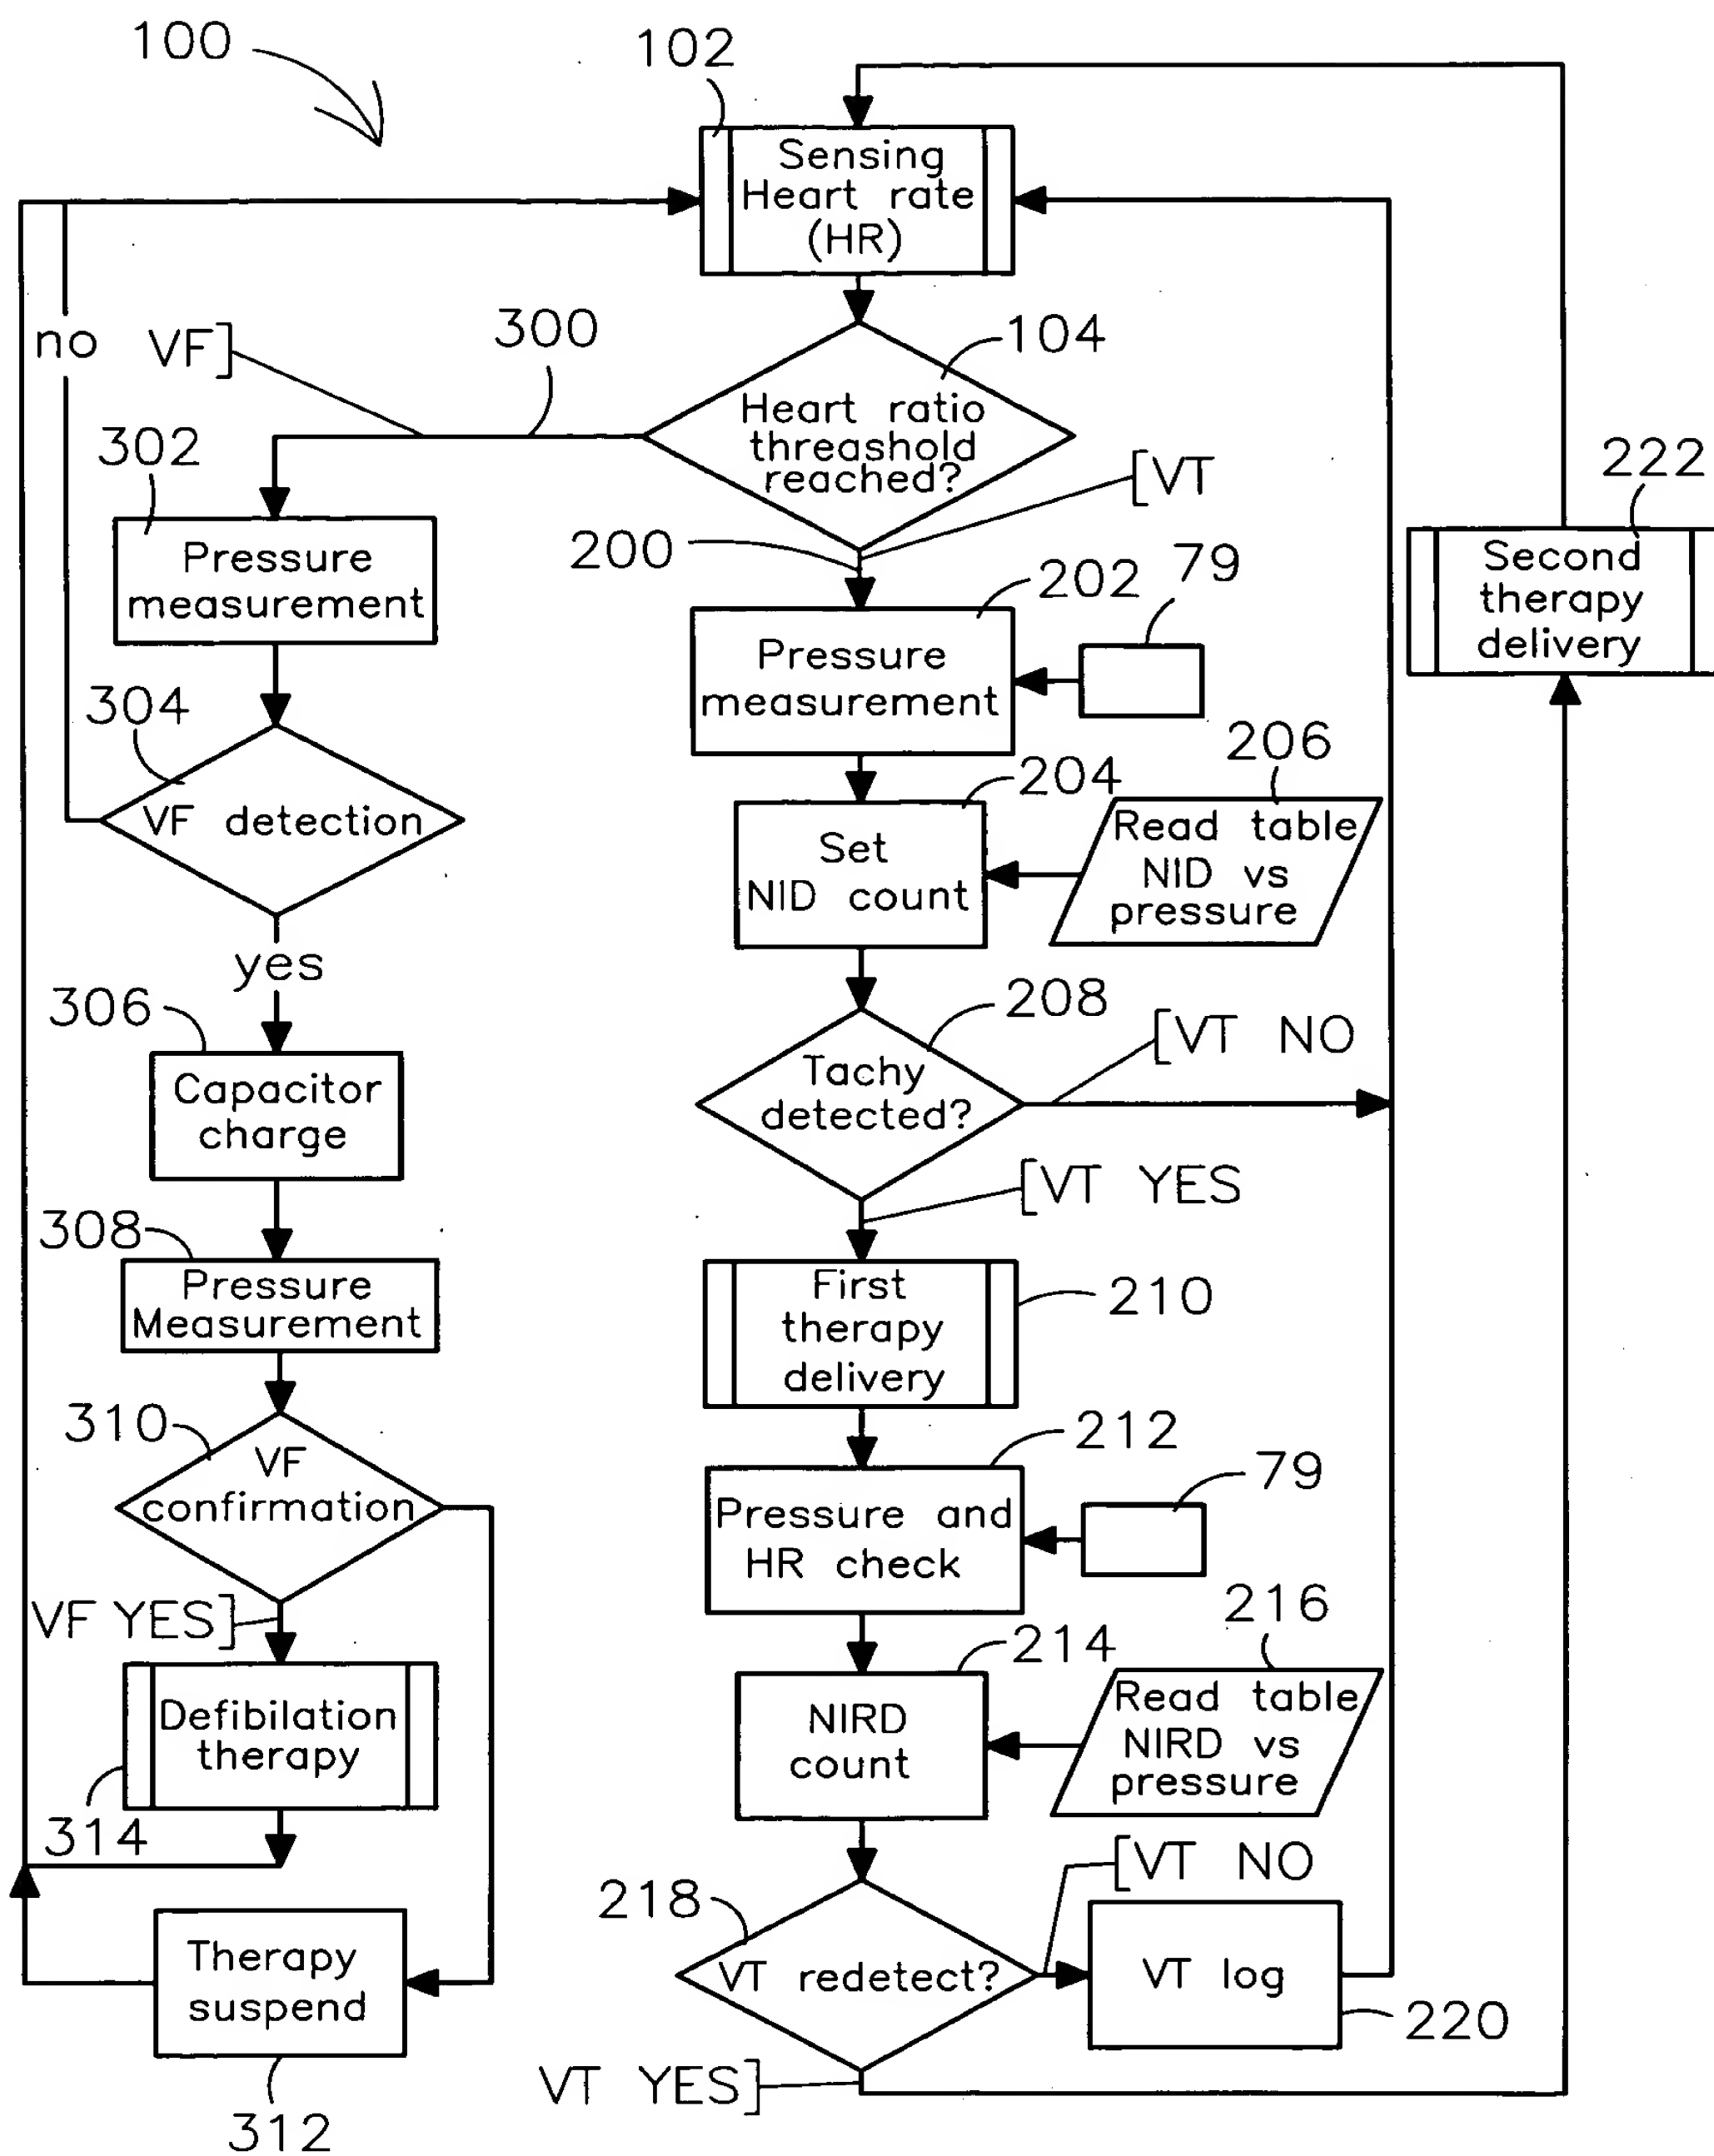 100
102
Sensing
Heart rate
(HR)
no
VF]
300
104
Heart ratio
threashold
reached?
302
[VT
222
Pressure
measurement
200
202
79
Second
therapy
delivery
Pressure
measurement
304
VF detection
204
206
Set
NID count
Read table
NID vs
pressure
yes
306
208
[VT NO
Capacitor
charge
Tachy
detected?
[VT YES
308
Pressure
Measurement
First
therapy
delivery
210
310
VF
confirmation
212
79
Pressure and
HR check
VF YES]
216
214
Defibilation
therapy
NIRD
count
Read table
NIRD vs
pressure
314
[VT NO
218
Therapy
suspend
VT redetect?
VT log
220
VT YES]
312